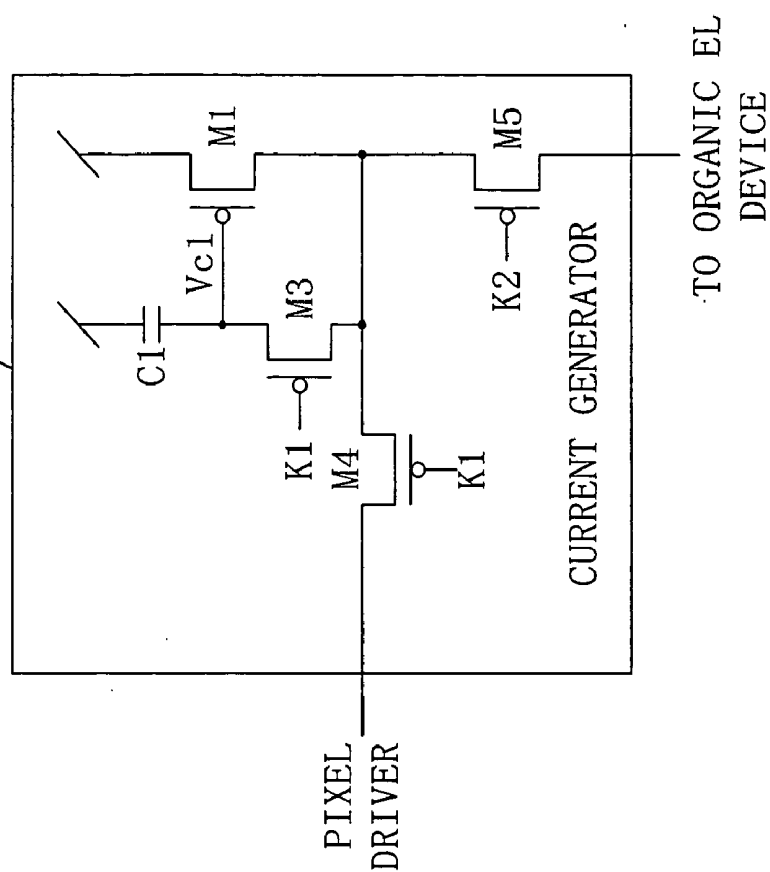 C1
Vc1
M1
K1
M3
PIXEL
DRIVER
M4
K1
K2
M5
CURRENT GENERATOR
TO ORGANIC EL
DEVICE